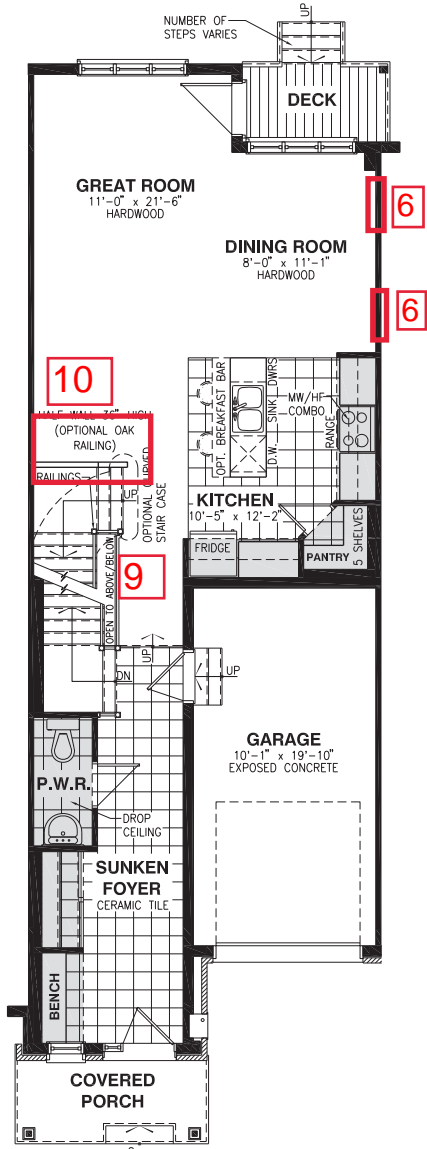 NUMBER OF
STEPS VARIES
UP
DECK
GREAT ROOM
11'-0" x 21'-6"
HARDWOOD
6
DINING ROOM
8'-0" x 11'-1"
HARDWOOD
6
10
HALF WALL 36" HIGH
(OPTIONAL OAK
RAILING)
RAILINGS
UP
OPTIONAL CURVED
STAIR CASE
OPT. BREAKFAST BAR
D.W. SINK DWRS
MW/HF
COMBO
RANGE
KITCHEN
10'-5" x 12'-2"
FRIDGE
PANTRY
5 SHELVES
9
OPEN TO ABOVE/BELOW
UP
DN
UP
GARAGE
10'-1" x 19'-10"
EXPOSED CONCRETE
P.W.R.
DROP
CEILING
SUNKEN
FOYER
CERAMIC TILE
BENCH
COVERED
PORCH